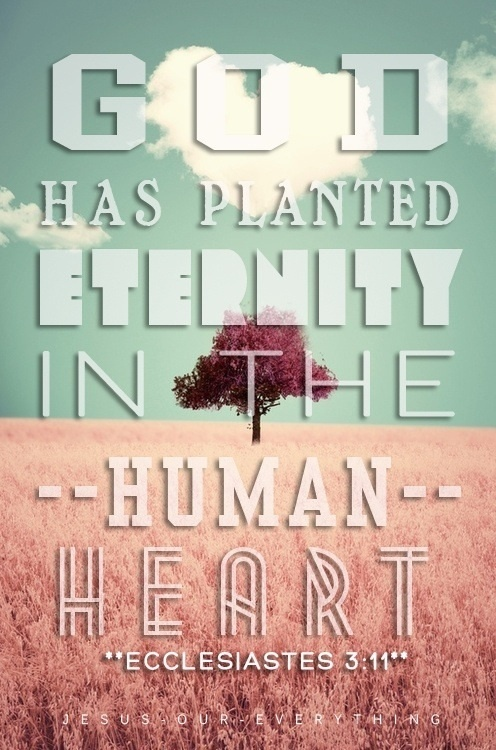 GOD
HAS PLANTED
ETERNITY
IN THE
--HUMAN--
HEART
**ECCLESIASTES 3:11**
JESUS-OUR-EVERYTHING